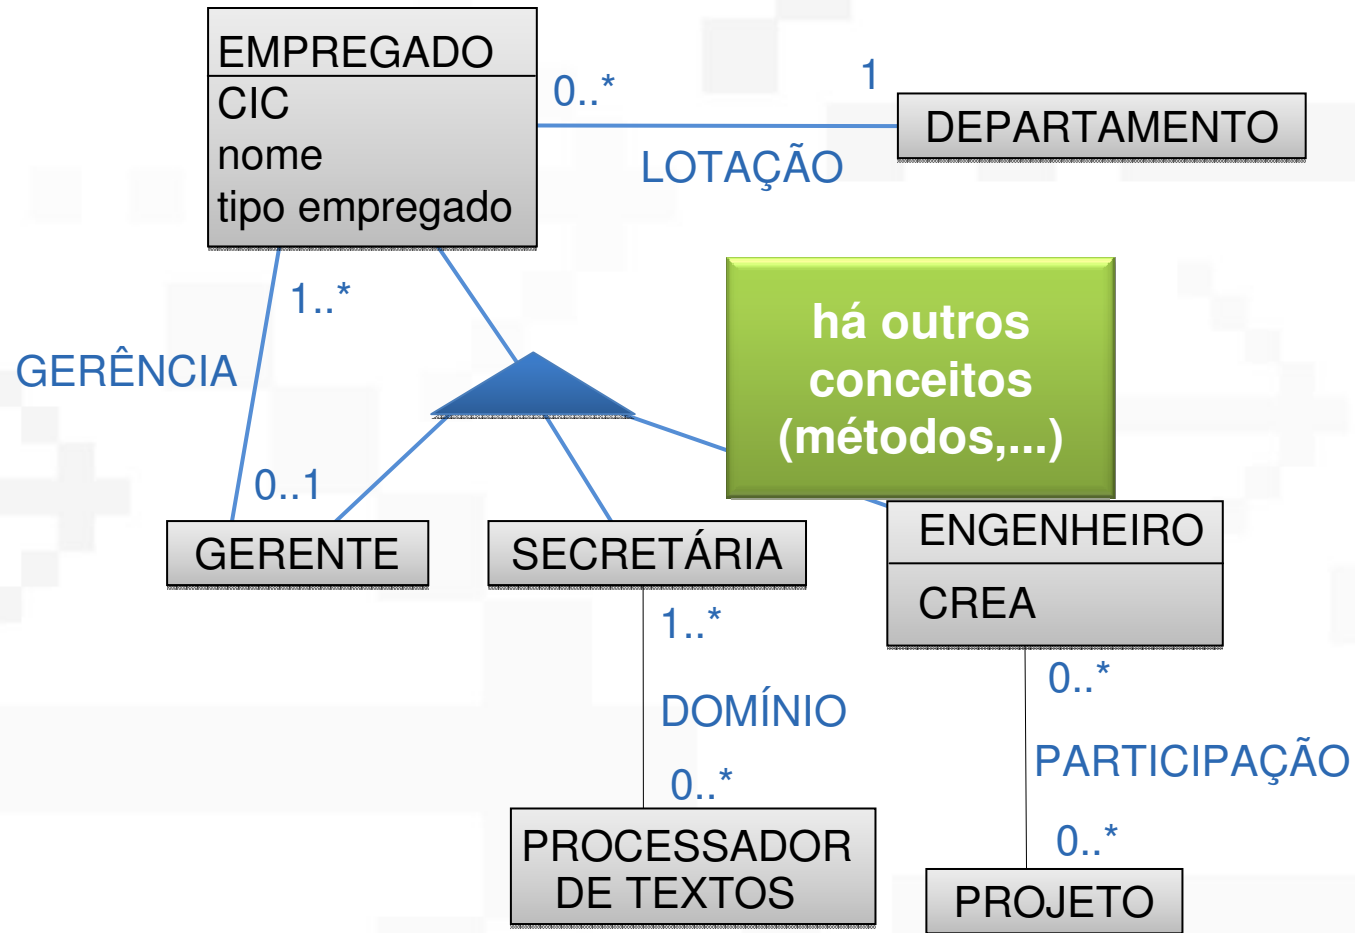 EMPREGADO
CIC
nome
tipo empregado
0..*
1
DEPARTAMENTO
LOTAÇÃO
1..*
GERÊNCIA
0..1
há outros
conceitos
(métodos,...)
GERENTE
SECRETÁRIA
ENGENHEIRO
CREA
1..*
DOMÍNIO
0..*
PROCESSADOR
DE TEXTOS
0..*
PARTICIPAÇÃO
0..*
PROJETO